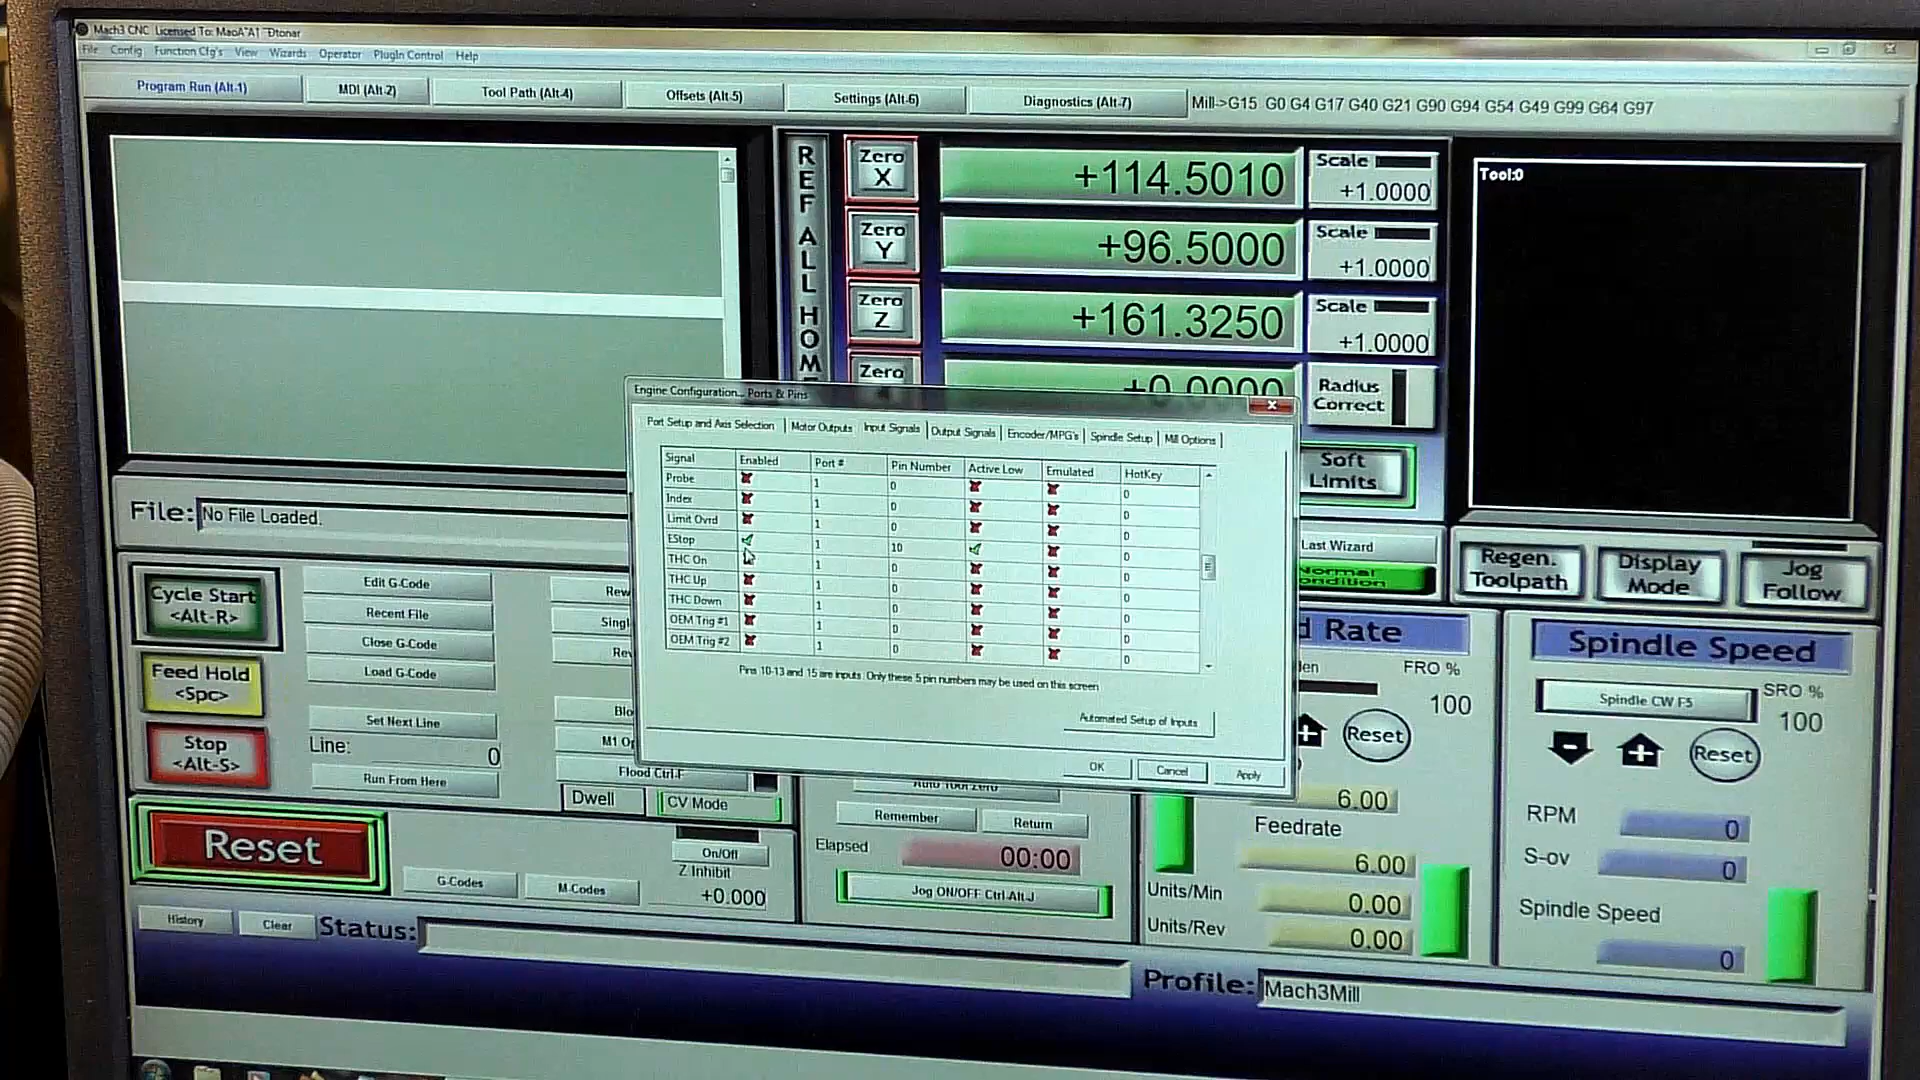 Mach3 CNC Licensed To:
File Config Function Cfg's View Wizards Operator PlugIn Control Help
Program Run (Alt-1) MDI (Alt-2) Tool Path (Alt-4) Offsets (Alt-5) Settings (Alt-6) Diagnostics (Alt-7) Mill->G15 G0 G4 G17 G40 G21 G90 G94 G54 G49 G99 G64 G97
REF ALL HOME
Zero X +114.5010 Scale +1.0000
Zero Y +96.5000 Scale +1.0000
Zero Z +161.3250 Scale +1.0000
Zero +0.0000 Radius Correct
Tool:0
Soft Limits
File: No File Loaded.
Engine Configuration... Ports & Pins
Port Setup and Axis Selection Motor Outputs Input Signals Output Signals Encoder/MPG's Spindle Setup Mill Options
Signal Enabled Port # Pin Number Active Low Emulated HotKey
Probe 1 0 0
Index 1 0 0
Limit Ovrd 1 0 0
EStop 1 10 0
THC On 1 0 0
THC Up 1 0 0
THC Down 1 0 0
OEM Trig #1 1 0 0
OEM Trig #2 1 0 0
Pins 10-13 and 15 are inputs. Only these 5 pin numbers may be used on this screen
Automated Setup of Inputs
OK Cancel Apply
Last Wizard
Normal Condition
Regen. Toolpath Display Mode Jog Follow
Cycle Start <Alt-R>
Feed Hold <Spc>
Stop <Alt-S>
Edit G-Code
Recent File
Close G-Code
Load G-Code
Set Next Line
Line: 0
Run From Here
Rew
Singl
Rev
Blo
M1 Op
Flood Ctrl-F
Dwell CV Mode
Reset
G-Codes M-Codes
On/Off
Z Inhibit
+0.000
Auto Tool Zero
Remember Return
Elapsed 00:00
Jog ON/OFF Ctrl-Alt-J
d Rate
FRO %
100
Reset
6.00
Feedrate
6.00
Units/Min 0.00
Units/Rev 0.00
Spindle Speed
Spindle CW F5
SRO %
100
Reset
RPM 0
S-ov 0
Spindle Speed
0
History Clear Status:
Profile: Mach3Mill